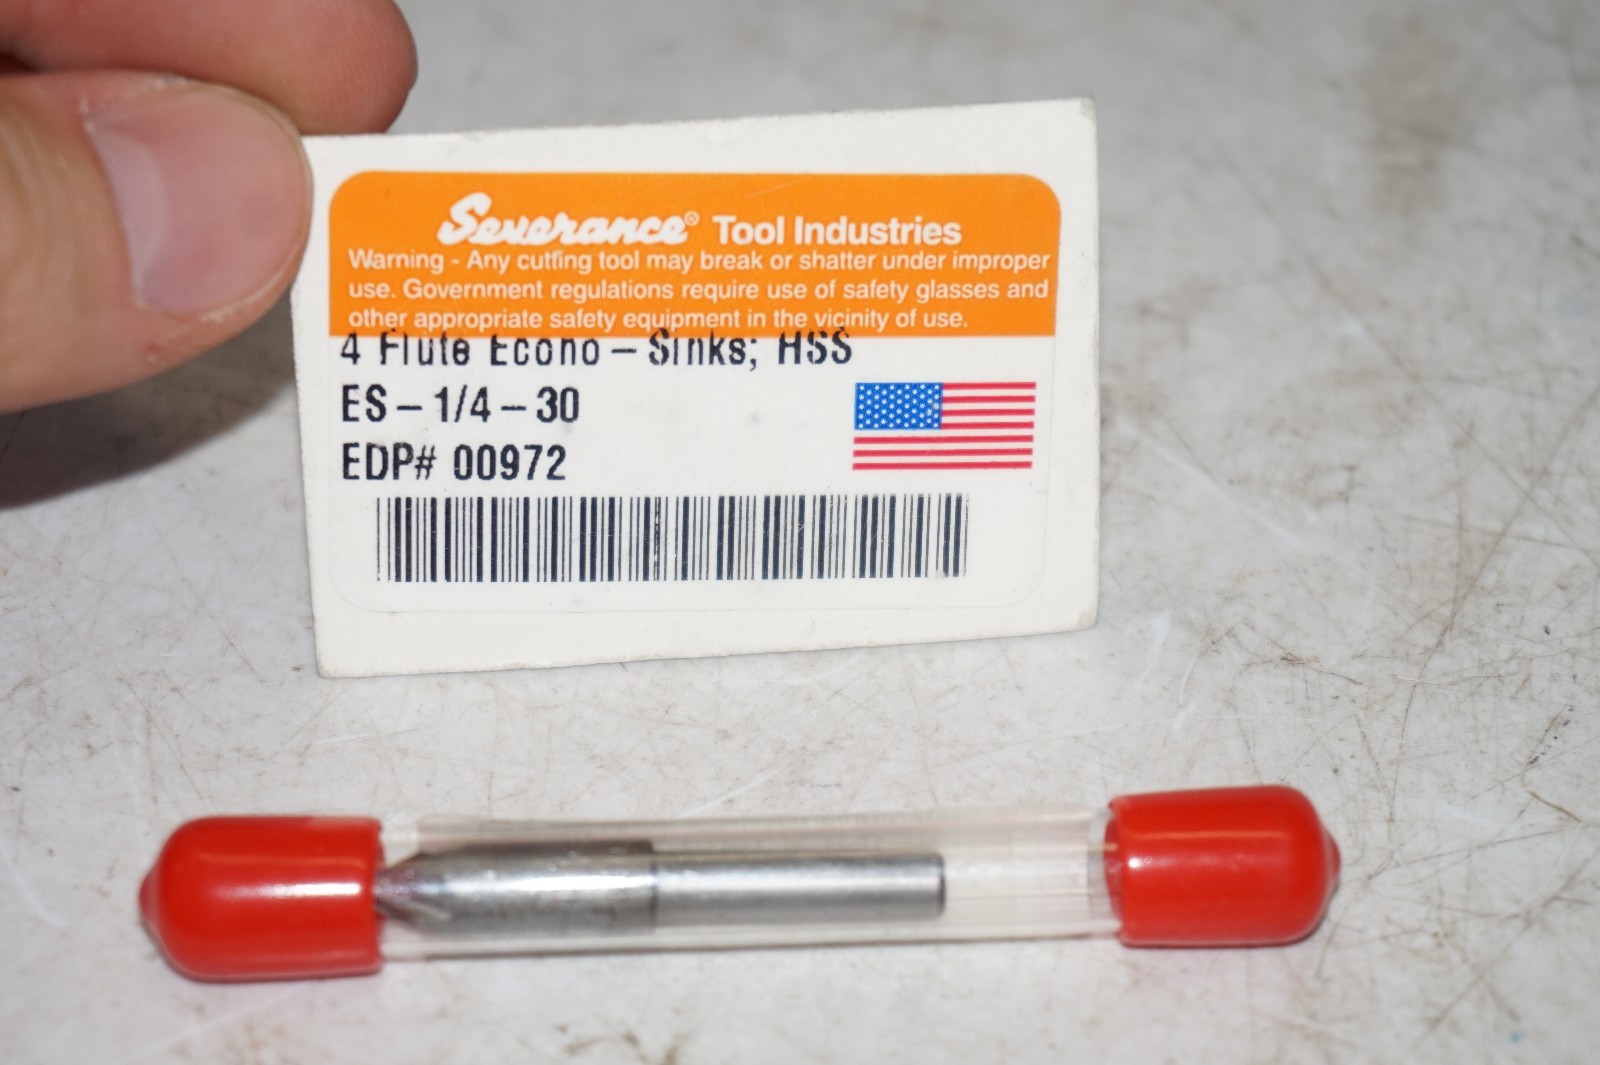 Severance® Tool Industries
Warning - Any cutting tool may break or shatter under improper
use. Government regulations require use of safety glasses and
other appropriate safety equipment in the vicinity of use.
4 Flute Econo - Sinks; HSS
ES - 1/4 - 30
EDP# 00972